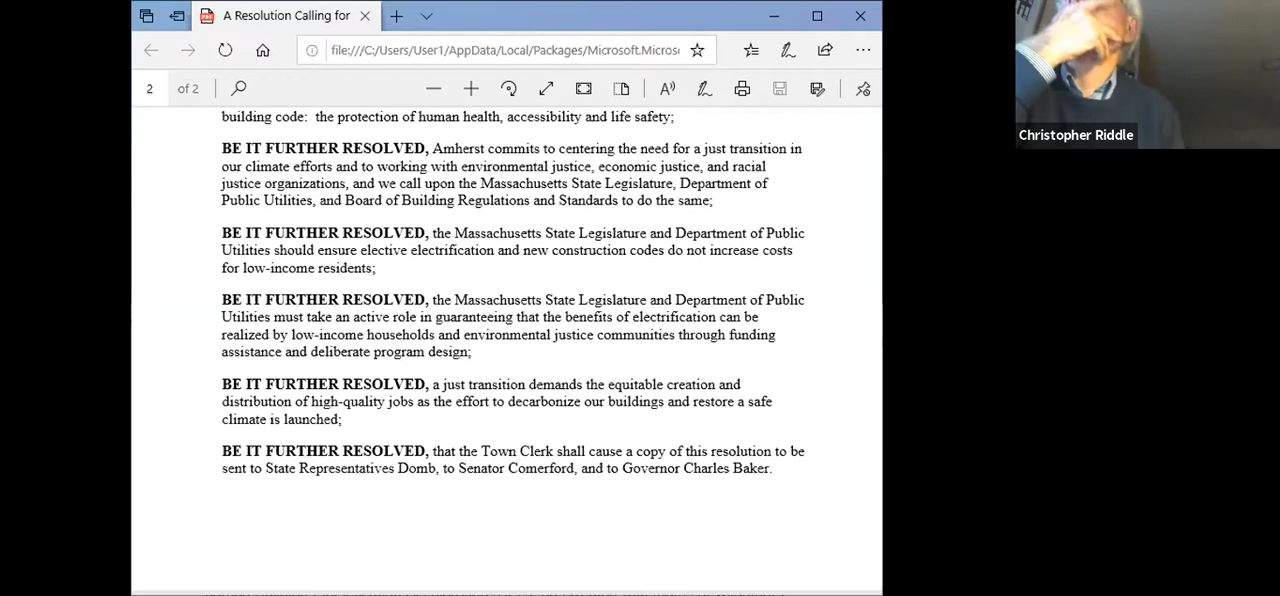 A Resolution Calling for
file:///C:/Users/User1/AppData/Local/Packages/Microsoft.Micros
2 of 2
building code: the protection of human health, accessibility and life safety;
BE IT FURTHER RESOLVED, Amherst commits to centering the need for a just transition in
our climate efforts and to working with environmental justice, economic justice, and racial
justice organizations, and we call upon the Massachusetts State Legislature, Department of
Public Utilities, and Board of Building Regulations and Standards to do the same;
BE IT FURTHER RESOLVED, the Massachusetts State Legislature and Department of Public
Utilities should ensure elective electrification and new construction codes do not increase costs
for low-income residents;
BE IT FURTHER RESOLVED, the Massachusetts State Legislature and Department of Public
Utilities must take an active role in guaranteeing that the benefits of electrification can be
realized by low-income households and environmental justice communities through funding
assistance and deliberate program design;
BE IT FURTHER RESOLVED, a just transition demands the equitable creation and
distribution of high-quality jobs as the effort to decarbonize our buildings and restore a safe
climate is launched;
BE IT FURTHER RESOLVED, that the Town Clerk shall cause a copy of this resolution to be
sent to State Representatives Domb, to Senator Comerford, and to Governor Charles Baker.
Christopher Riddle